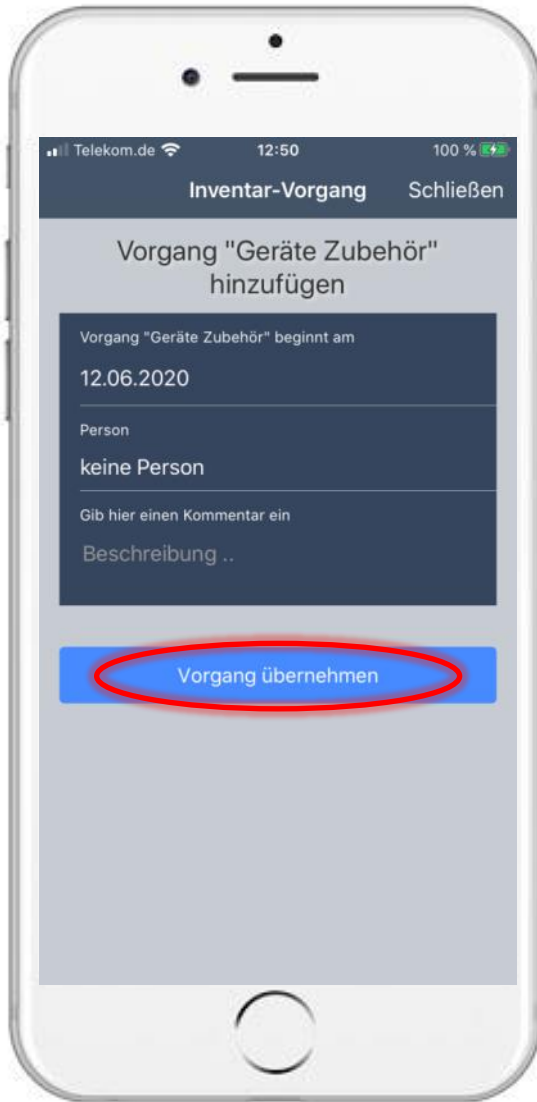 Telekom.de 12:50 100 %
Inventar-Vorgang Schließen
Vorgang "Geräte Zubehör"
hinzufügen
Vorgang "Geräte Zubehör" beginnt am
12.06.2020
Person
keine Person
Gib hier einen Kommentar ein
Beschreibung ..
Vorgang übernehmen